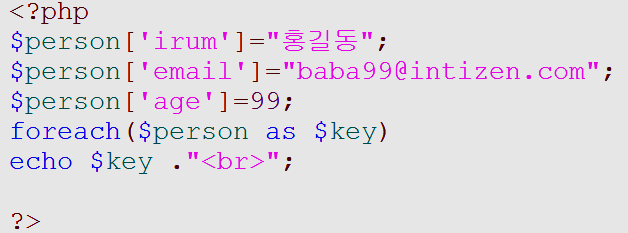 <?php
$person['irum']="홍길동";
$person['email']="baba99@intizen.com";
$person['age']=99;
foreach($person as $key)
echo $key ."<br>";
?>